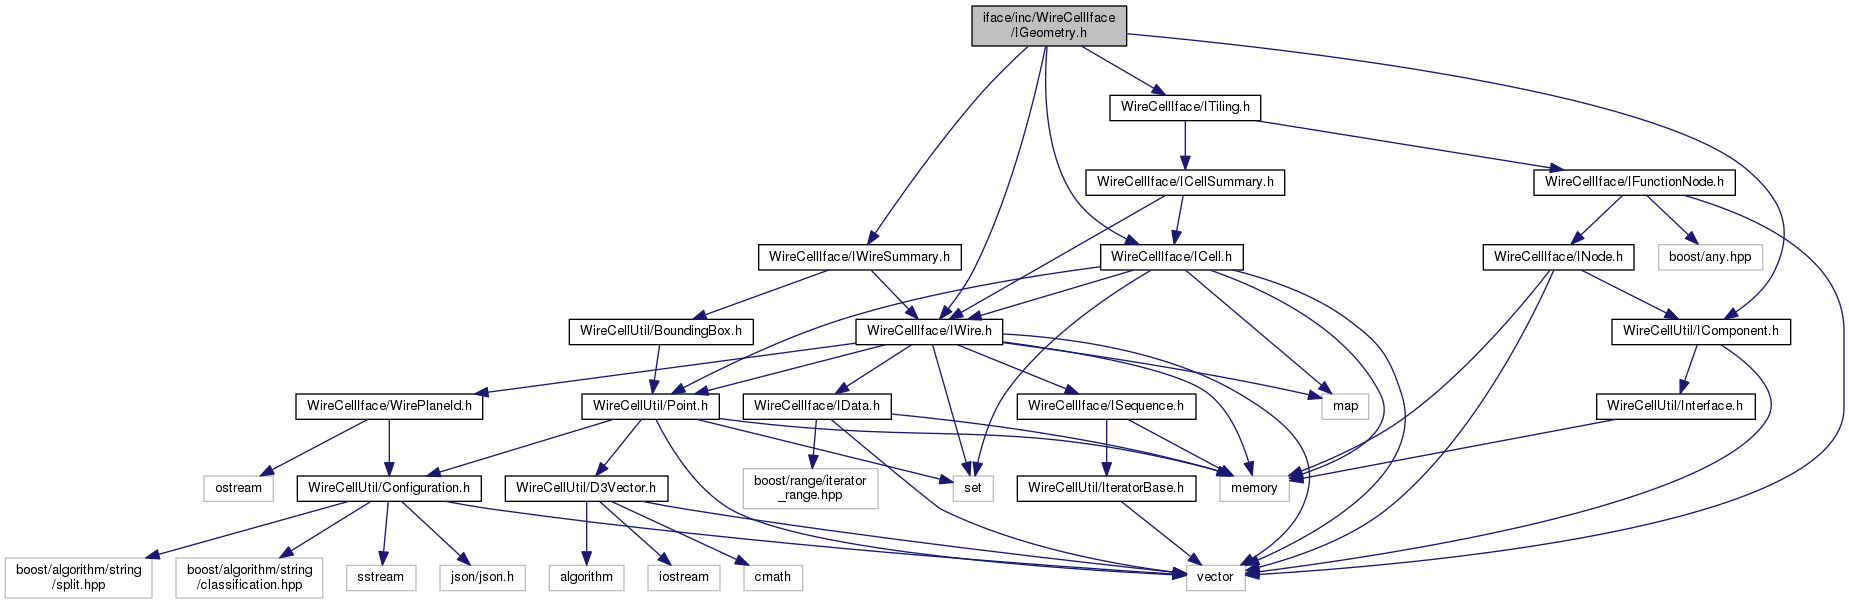 iface/inc/WireCellIface
/IGeometry.h
WireCellIface/ITiling.h
WireCellIface/ICellSummary.h
WireCellIface/IFunctionNode.h
WireCellIface/IWireSummary.h
WireCellIface/ICell.h
WireCellIface/INode.h
boost/any.hpp
WireCellUtil/BoundingBox.h
WireCellIface/IWire.h
WireCellUtil/IComponent.h
WireCellIface/WirePlaneId.h
WireCellUtil/Point.h
WireCellIface/IData.h
WireCellIface/ISequence.h
map
WireCellUtil/Interface.h
ostream
WireCellUtil/Configuration.h
WireCellUtil/D3Vector.h
boost/range/iterator
_range.hpp
set
WireCellUtil/IteratorBase.h
memory
boost/algorithm/string
/split.hpp
boost/algorithm/string
/classification.hpp
sstream
json/json.h
algorithm
iostream
cmath
vector